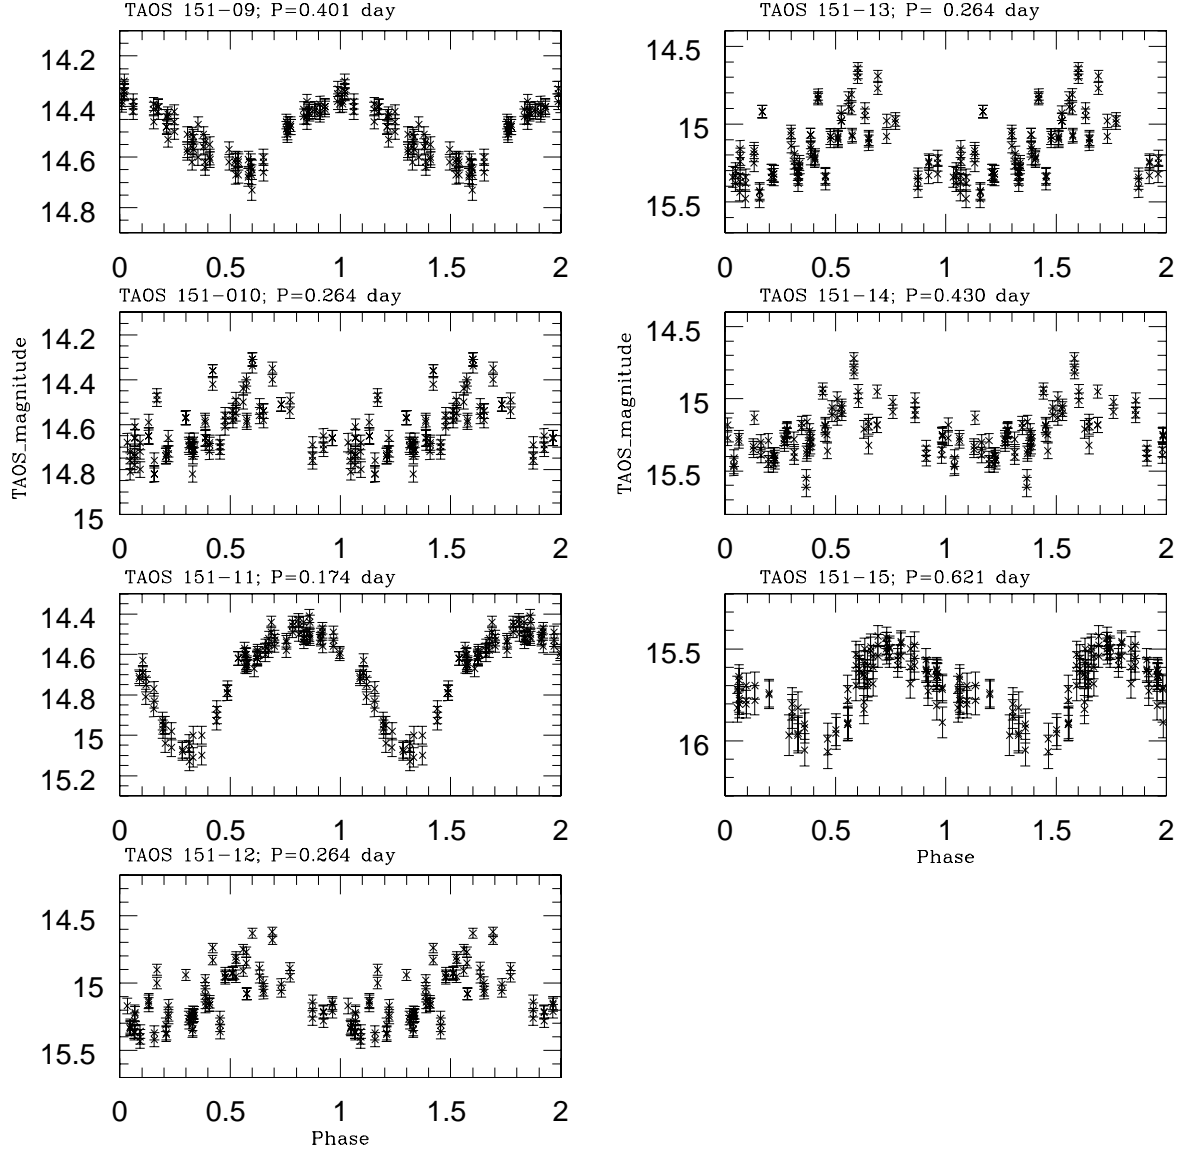 TAOS 151-09; P=0.401 day
14.2
14.4
14.6
14.8
0 0.5 1 1.5 2
TAOS 151-13; P= 0.264 day
14.5
15
15.5
0 0.5 1 1.5 2
TAOS 151-010; P=0.264 day
TAOS_magnitude
14.2
14.4
14.6
14.8
15
0 0.5 1 1.5 2
TAOS 151-14; P=0.430 day
TAOS_magnitude
14.5
15
15.5
0 0.5 1 1.5 2
TAOS 151-11; P=0.174 day
14.4
14.6
14.8
15
15.2
0 0.5 1 1.5 2
TAOS 151-15; P=0.621 day
15.5
16
0 0.5 1 1.5 2
Phase
TAOS 151-12; P=0.264 day
14.5
15
15.5
0 0.5 1 1.5 2
Phase